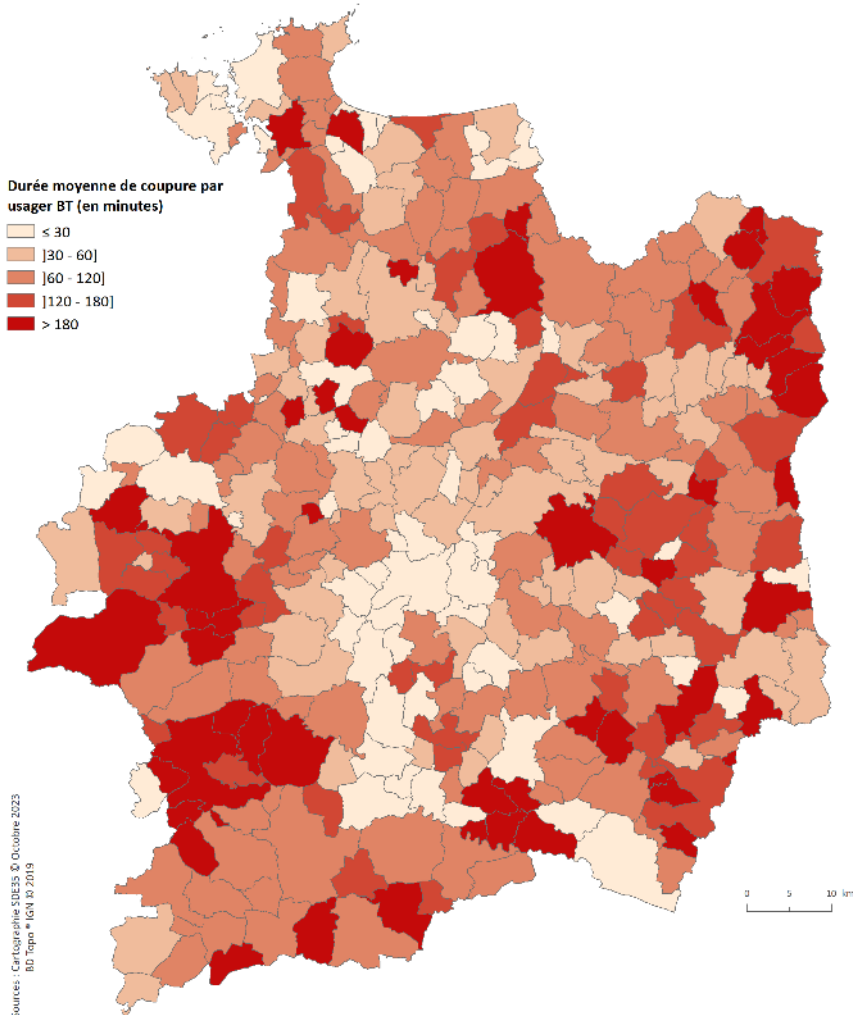 Durée moyenne de coupure par
usager BT (en minutes)
≤ 30
]30 - 60]
]60 - 120]
]120 - 180]
> 180
0 5 10 km
Sources : Cartographie SDE35 © Octobre 2023
BD Topo ® IGN © 2019